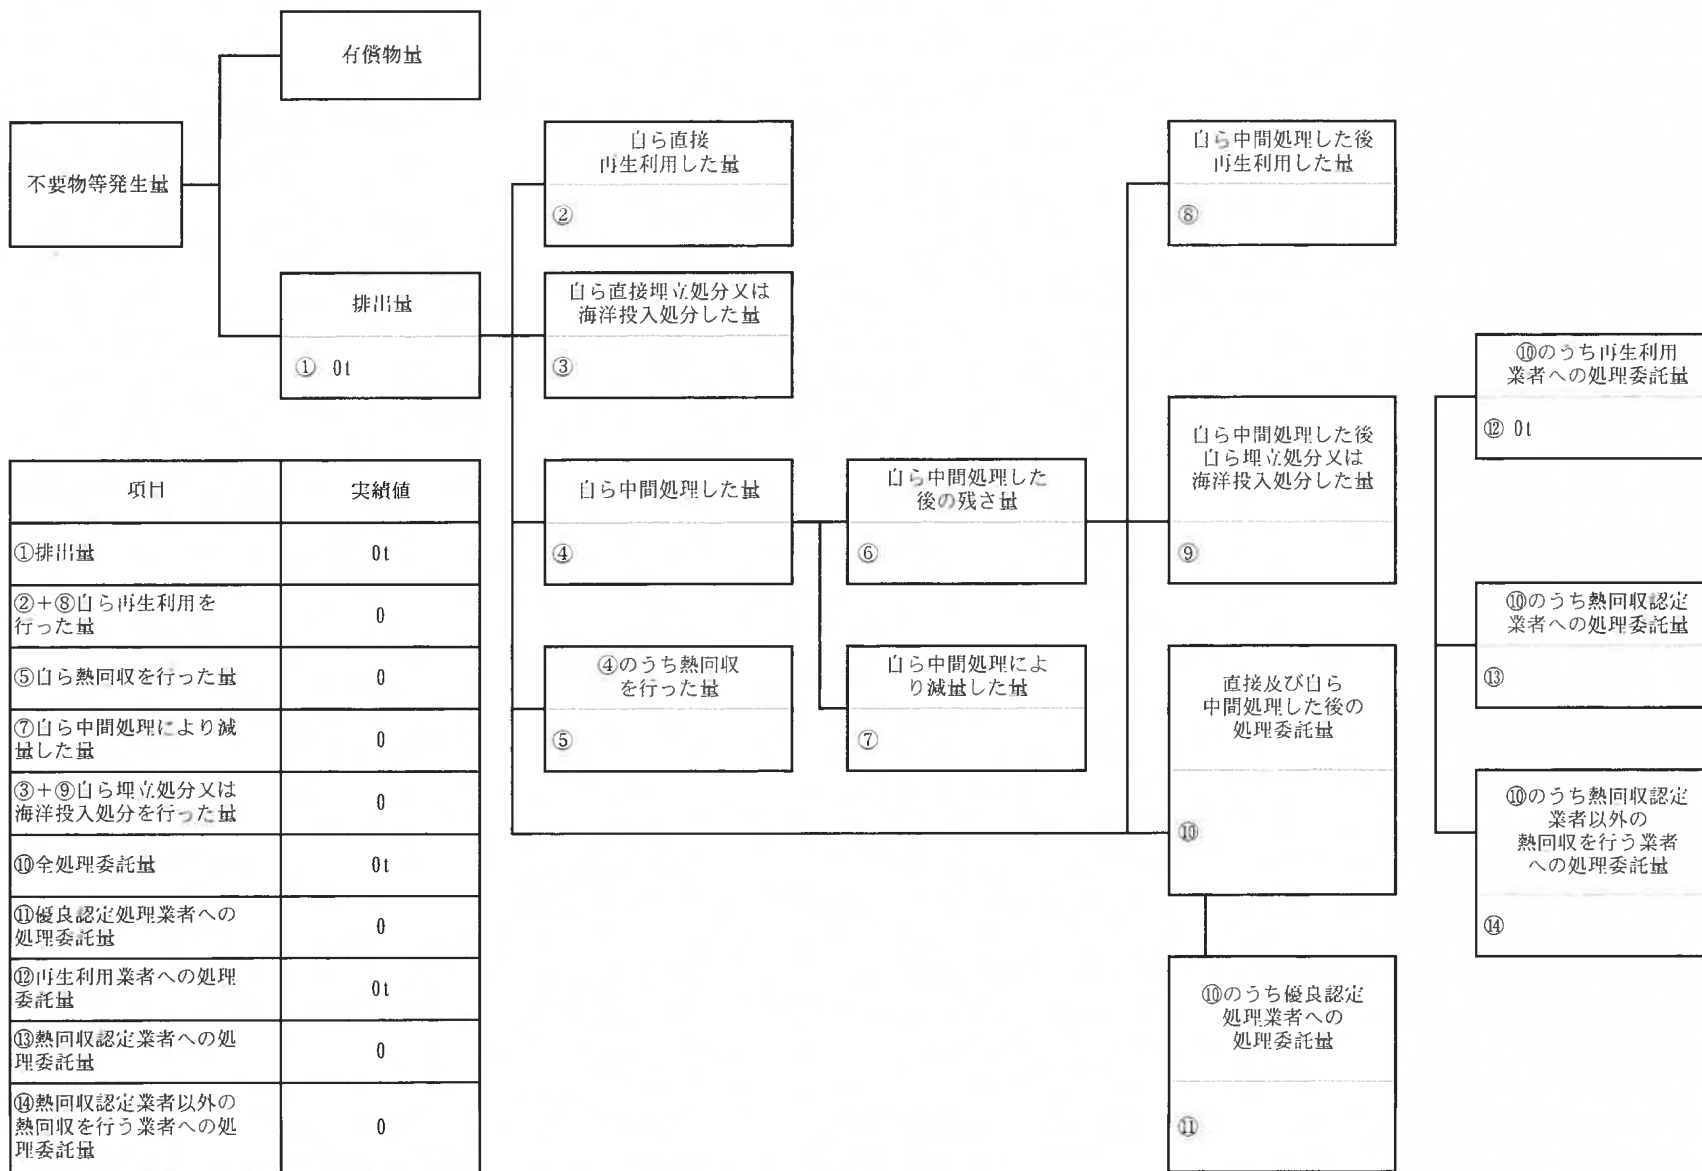 有償物量
不要物等発生量
排出量
① 0t
自ら直接
再生利用した量
②
自ら直接埋立処分又は
海洋投入処分した量
③
自ら中間処理した量
④
④のうち熱回収
を行った量
⑤
自ら中間処理した
後の残さ量
⑥
自ら中間処理によ
り減量した量
⑦
自ら中間処理した後
再生利用した量
⑧
自ら中間処理した後
自ら埋立処分又は
海洋投入処分した量
⑨
直接及び自ら
中間処理した後の
処理委託量
⑩
⑩のうち優良認定
処理業者への
処理委託量
⑪
⑩のうち再生利用
業者への処理委託量
⑫ 0t
⑩のうち熱回収認定
業者への処理委託量
⑬
⑩のうち熱回収認定
業者以外の
熱回収を行う業者
への処理委託量
⑭
項目 実績値
①排出量 0t
②+⑧自ら再生利用を
行った量 0
⑤自ら熱回収を行った量 0
⑦自ら中間処理により減
量した量 0
③+⑨自ら埋立処分又は
海洋投入処分を行った量 0
⑩全処理委託量 0t
⑪優良認定処理業者への
処理委託量 0
⑫再生利用業者への処理
委託量 0t
⑬熱回収認定業者への処
理委託量 0
⑭熱回収認定業者以外の
熱回収を行う業者への処
理委託量 0